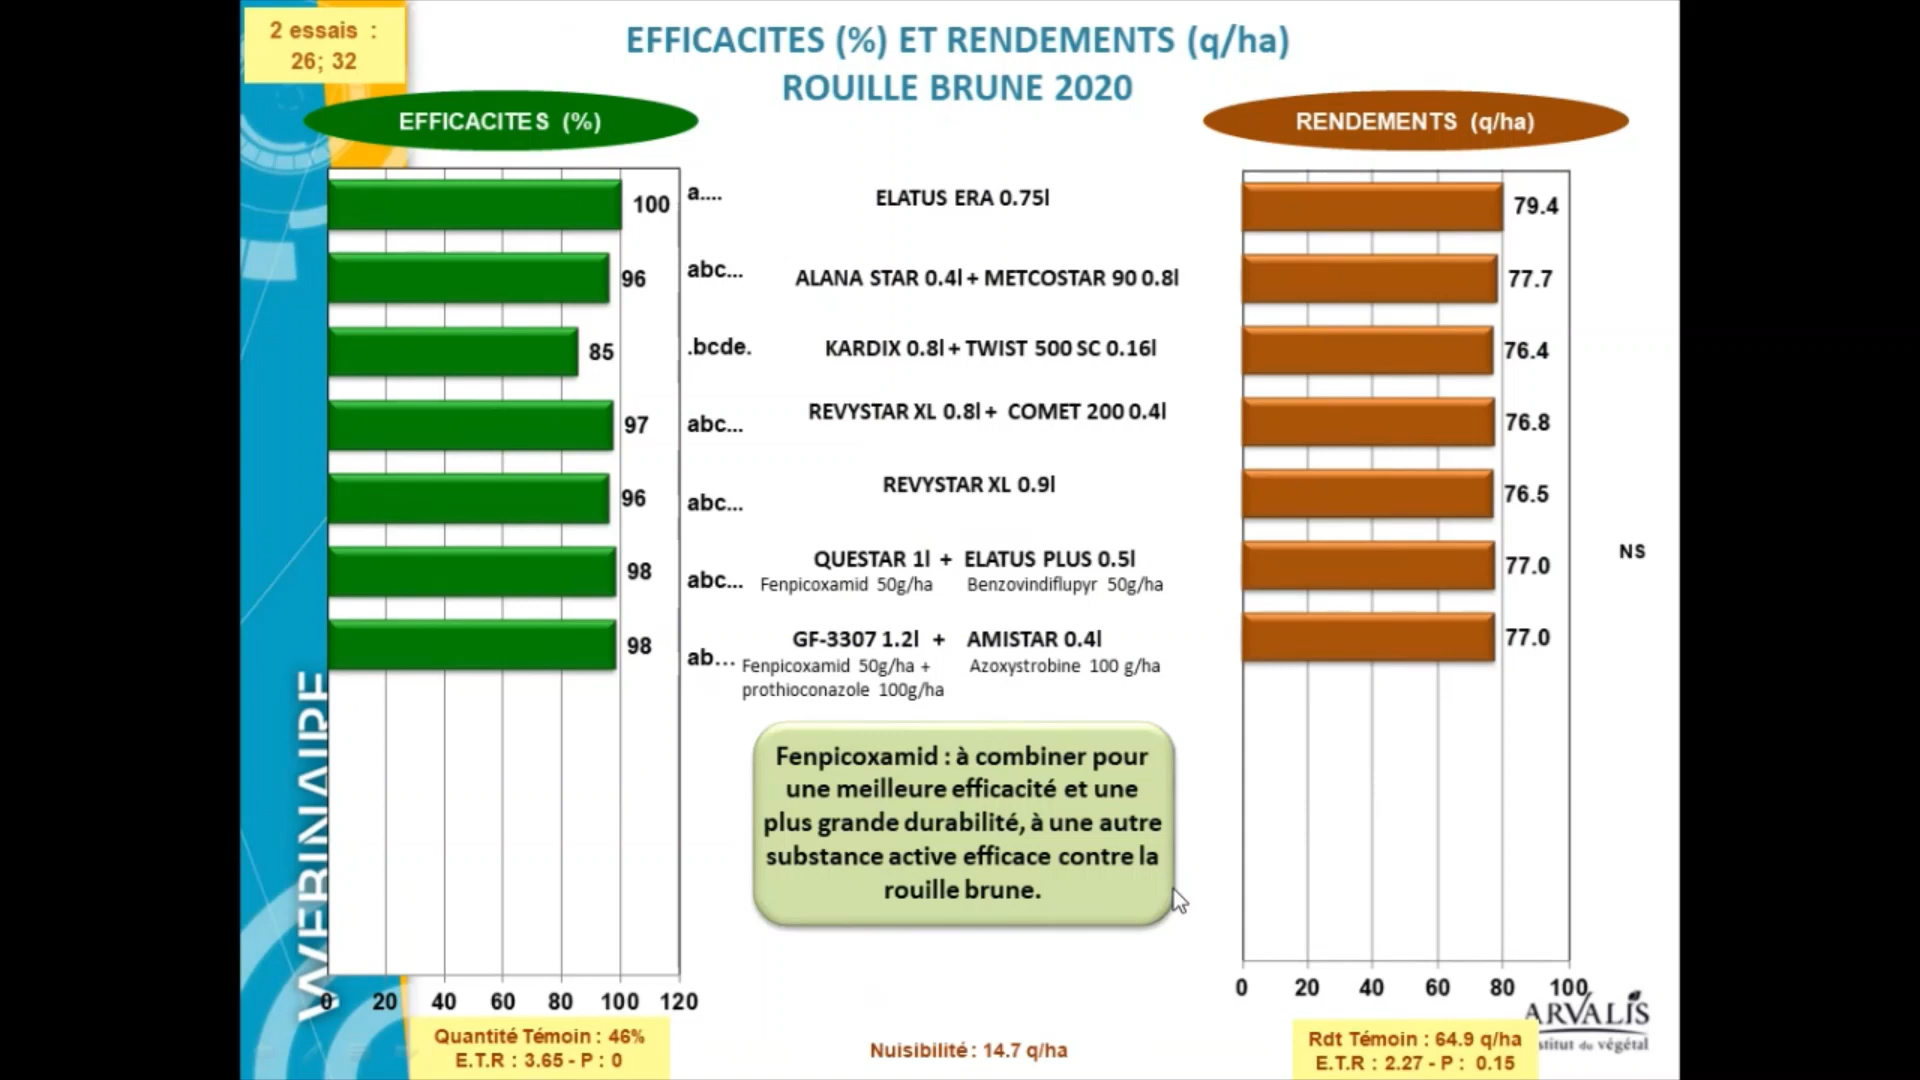 2 essais :
26; 32
EFFICACITES (%) ET RENDEMENTS (q/ha)
ROUILLE BRUNE 2020
EFFICACITES (%)
RENDEMENTS (q/ha)
100 a.... ELATUS ERA 0.75l 79.4
96 abc... ALANA STAR 0.4l + METCOSTAR 90 0.8l 77.7
85 .bcde. KARDIX 0.8l + TWIST 500 SC 0.16l 76.4
97 abc... REVYSTAR XL 0.8l + COMET 200 0.4l 76.8
96 abc... REVYSTAR XL 0.9l 76.5
NS
98 abc... QUESTAR 1l + ELATUS PLUS 0.5l 77.0
Fenpicoxamid 50g/ha Benzovindiflupyr 50g/ha
98 ab... GF-3307 1.2l + AMISTAR 0.4l 77.0
Fenpicoxamid 50g/ha + Azoxystrobine 100 g/ha
prothioconazole 100g/ha
WEBINAIRE
Fenpicoxamid : à combiner pour
une meilleure efficacité et une
plus grande durabilité, à une autre
substance active efficace contre la
rouille brune.
0 20 40 60 80 100 120
0 20 40 60 80 100
Quantité Témoin : 46%
E.T.R : 3.65 - P : 0
Nuisibilité : 14.7 q/ha
Rdt Témoin : 64.9 q/ha
E.T.R : 2.27 - P : 0.15
ARVALIS
stitut du végétal